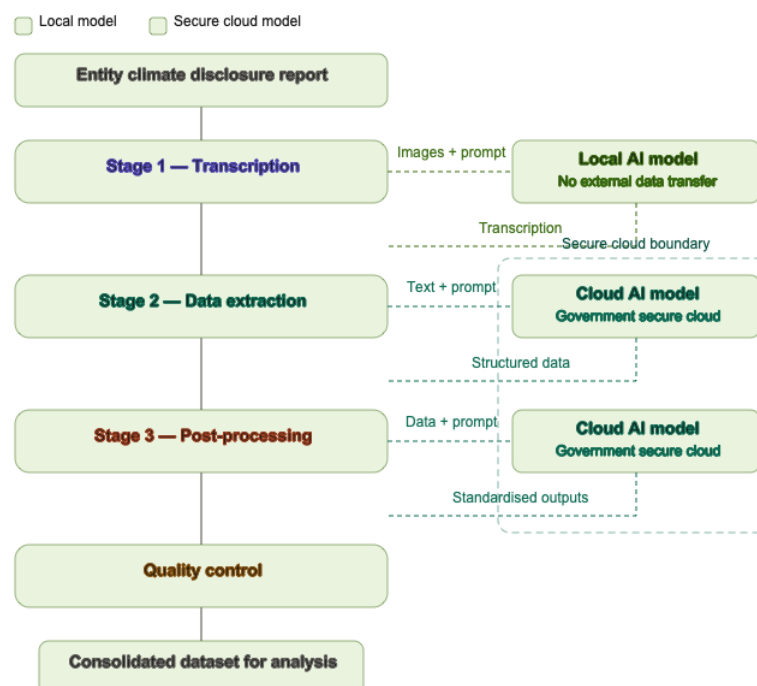 Local model
Secure cloud model
Entity climate disclosure report
Stage 1 — Transcription
Images + prompt
Local AI model
No external data transfer
Transcription
Secure cloud boundary
Stage 2 — Data extraction
Text + prompt
Cloud AI model
Government secure cloud
Structured data
Stage 3 — Post-processing
Data + prompt
Cloud AI model
Government secure cloud
Standardised outputs
Quality control
Consolidated dataset for analysis